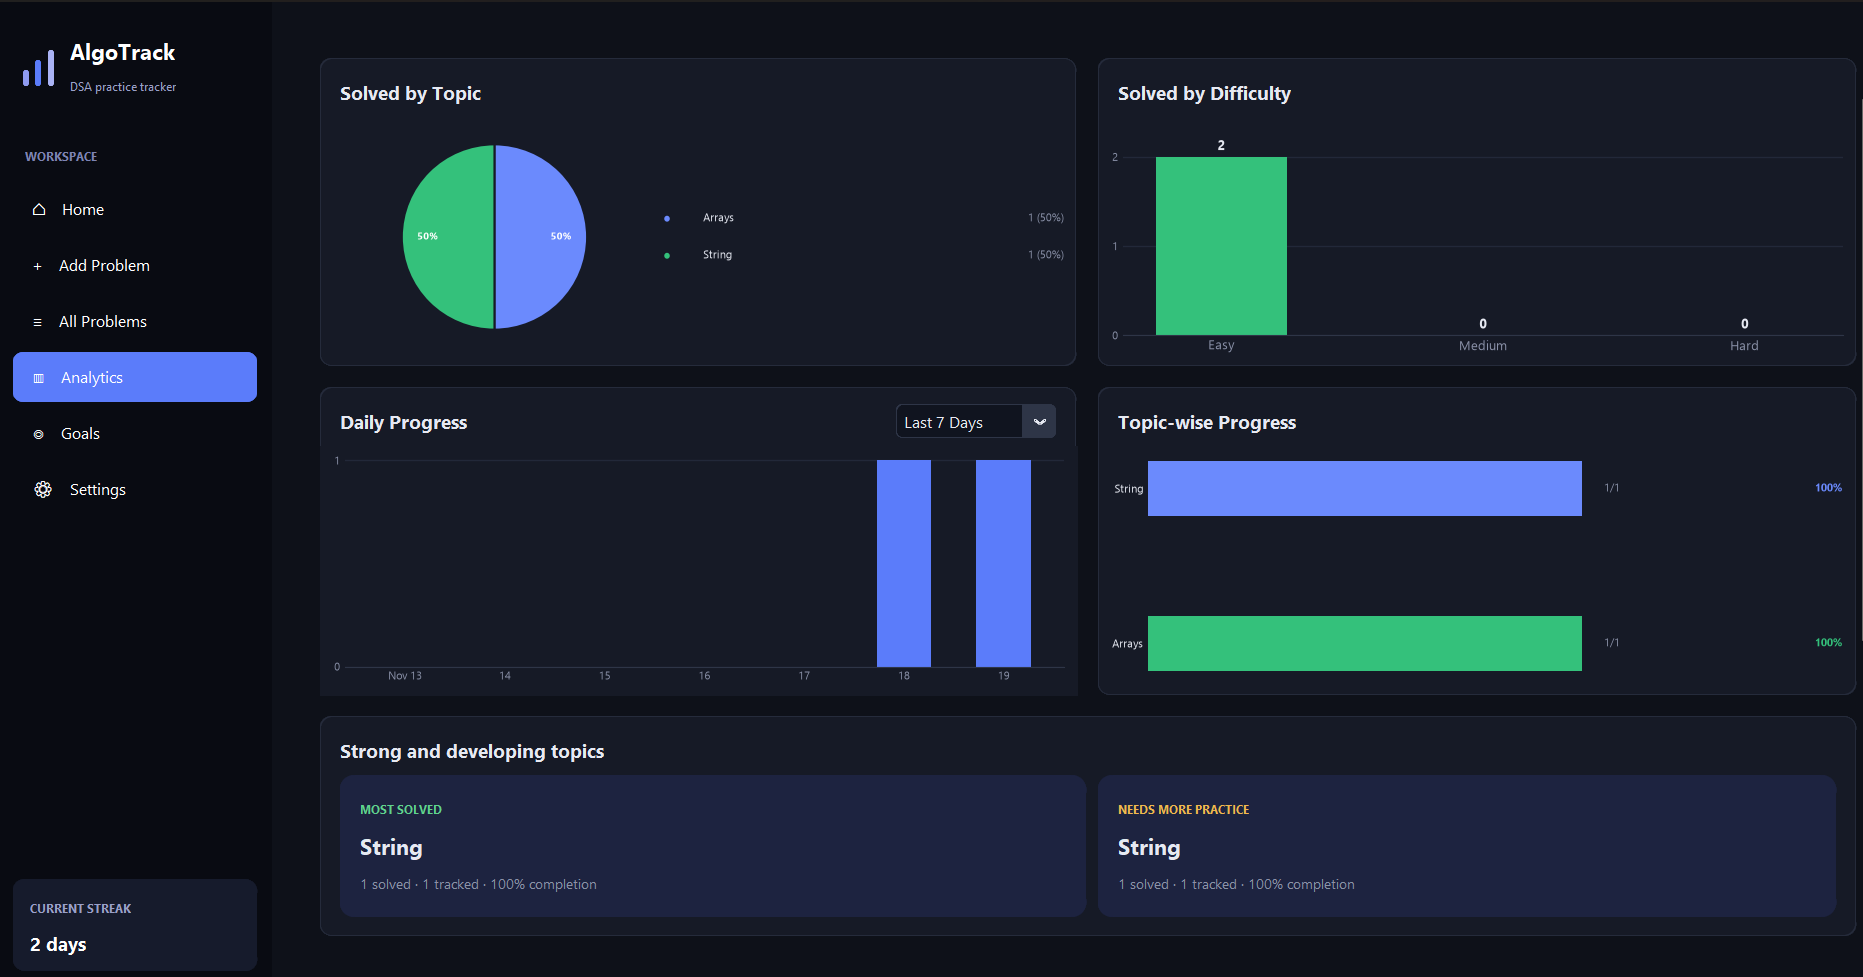 AlgoTrack
DSA practice tracker
WORKSPACE
Home
+ Add Problem
All Problems
Analytics
Goals
Settings
CURRENT STREAK
2 days
Solved by Topic
50%
50%
Arrays 1 (50%)
String 1 (50%)
Solved by Difficulty
2
2
1
0
0
0
Easy Medium Hard
Daily Progress
Last 7 Days
1
0
Nov 13 14 15 16 17 18 19
Topic-wise Progress
String 1/1 100%
Arrays 1/1 100%
Strong and developing topics
MOST SOLVED
String
1 solved · 1 tracked · 100% completion
NEEDS MORE PRACTICE
String
1 solved · 1 tracked · 100% completion